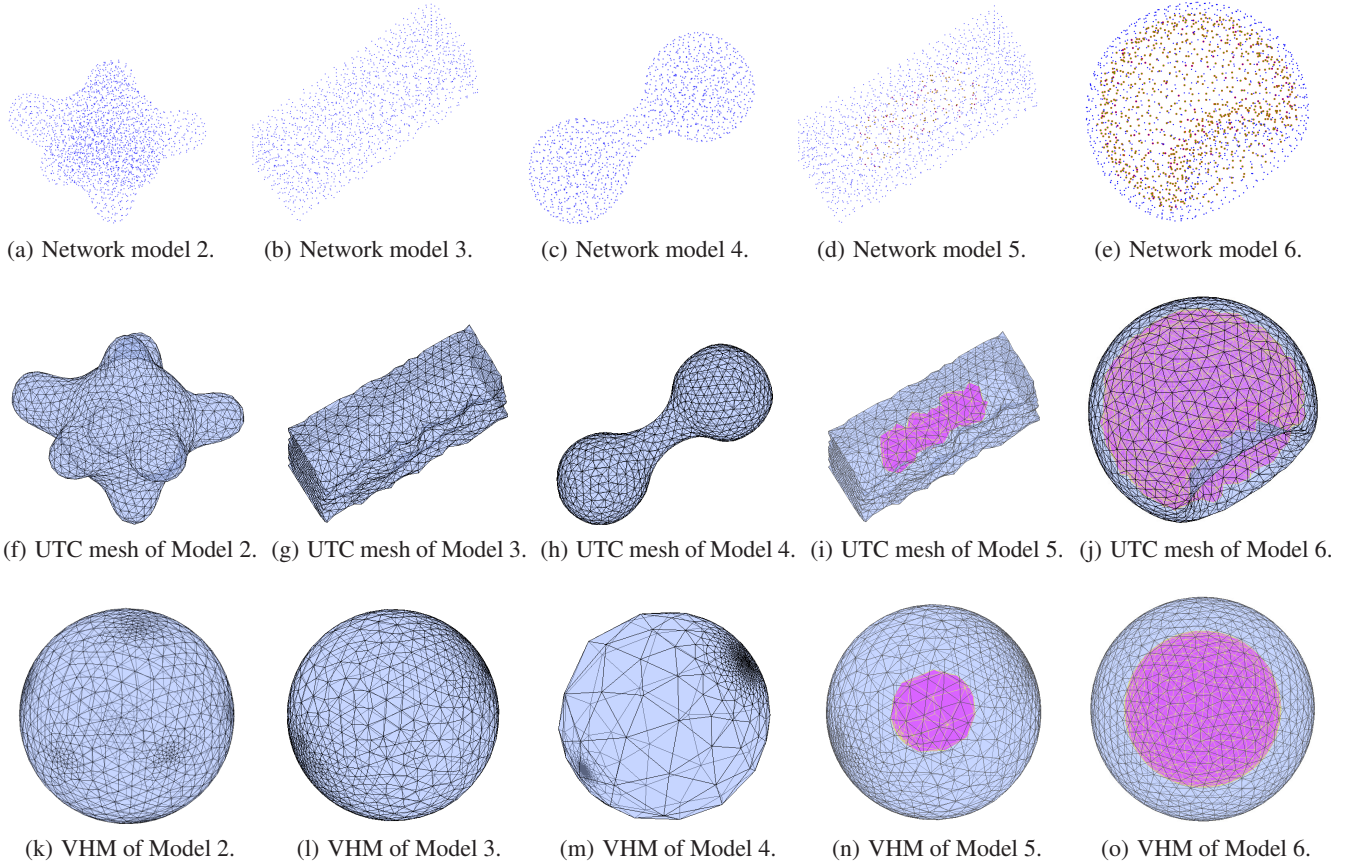 (a) Network model 2.
(b) Network model 3.
(c) Network model 4.
(d) Network model 5.
(e) Network model 6.
(f) UTC mesh of Model 2.
(g) UTC mesh of Model 3.
(h) UTC mesh of Model 4.
(i) UTC mesh of Model 5.
(j) UTC mesh of Model 6.
(k) VHM of Model 2.
(l) VHM of Model 3.
(m) VHM of Model 4.
(n) VHM of Model 5.
(o) VHM of Model 6.